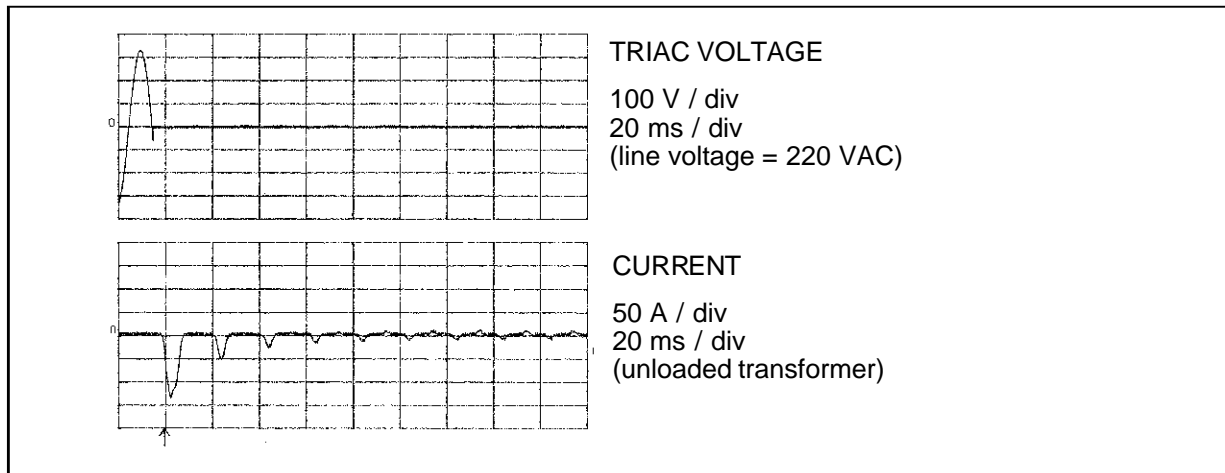 TRIAC VOLTAGE
100 V / div
20 ms / div
(line voltage = 220 VAC)
0
CURRENT
50 A / div
20 ms / div
(unloaded transformer)
0